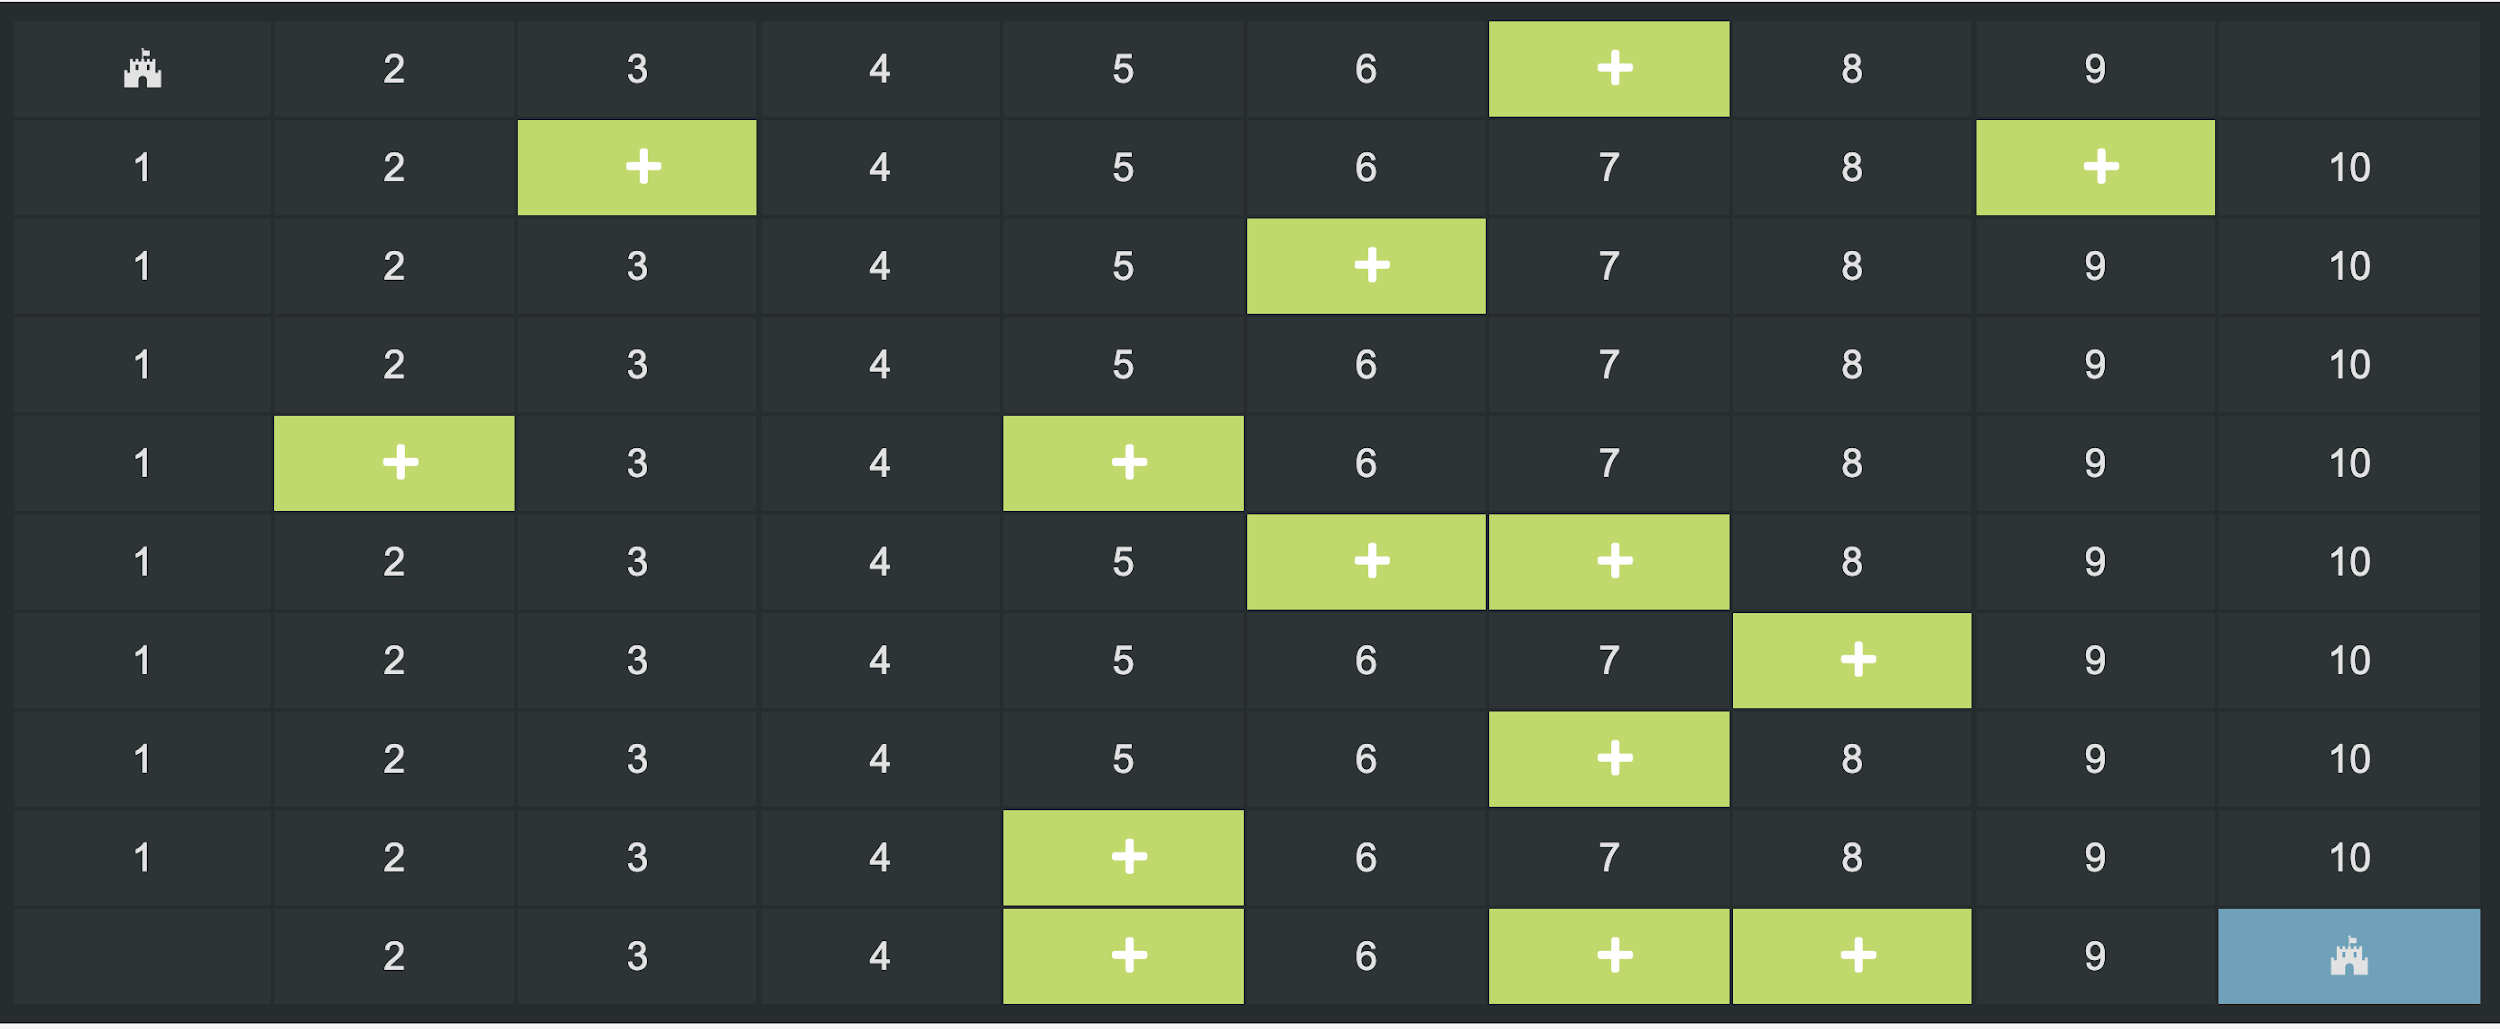 2 3 4 5 6 + 8 9
1 2 + 4 5 6 7 8 + 10
1 2 3 4 5 + 7 8 9 10
1 2 3 4 5 6 7 8 9 10
1 + 3 4 + 6 7 8 9 10
1 2 3 4 5 + + 8 9 10
1 2 3 4 5 6 7 + 9 10
1 2 3 4 5 6 + 8 9 10
1 2 3 4 + 6 7 8 9 10
2 3 4 + 6 + + 9